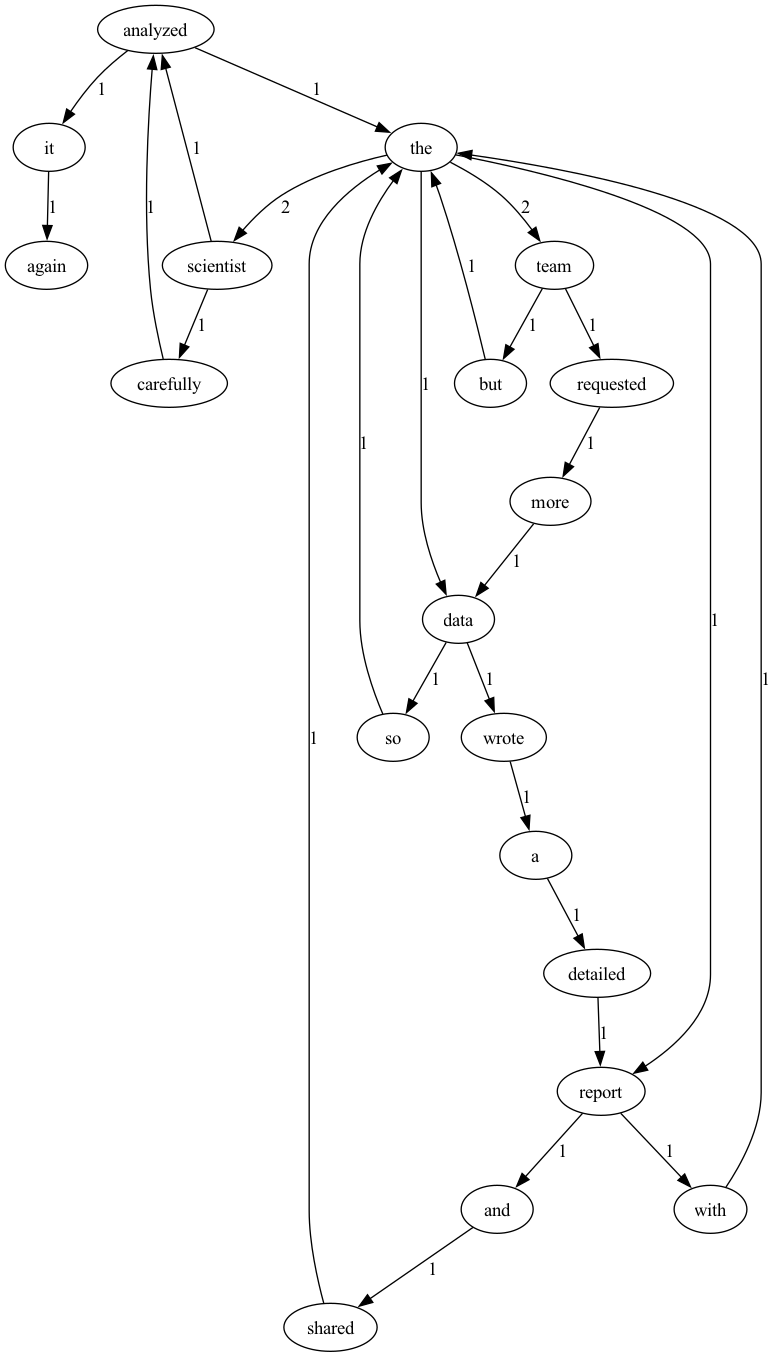 analyzed
1
1
it
the
1
1
1
2
2
again
scientist
team
1
1
1
1
carefully
1
but
requested
1
1
more
1
data
1
1
1
so
wrote
1
1
a
1
detailed
1
report
1
1
1
and
with
1
shared